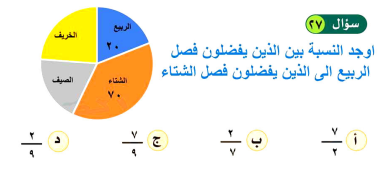 سؤال ٢٧
اوجد النسبة بين الذين يفضلون فصل
الربيع الى الذين يفضلون فصل الشتاء
الربيع
٢٠
الخريف
الصيف
الشتاء
٧٠
أ ٧/٢
ب ٢/٧
ج ٧/٩
د ٢/٩